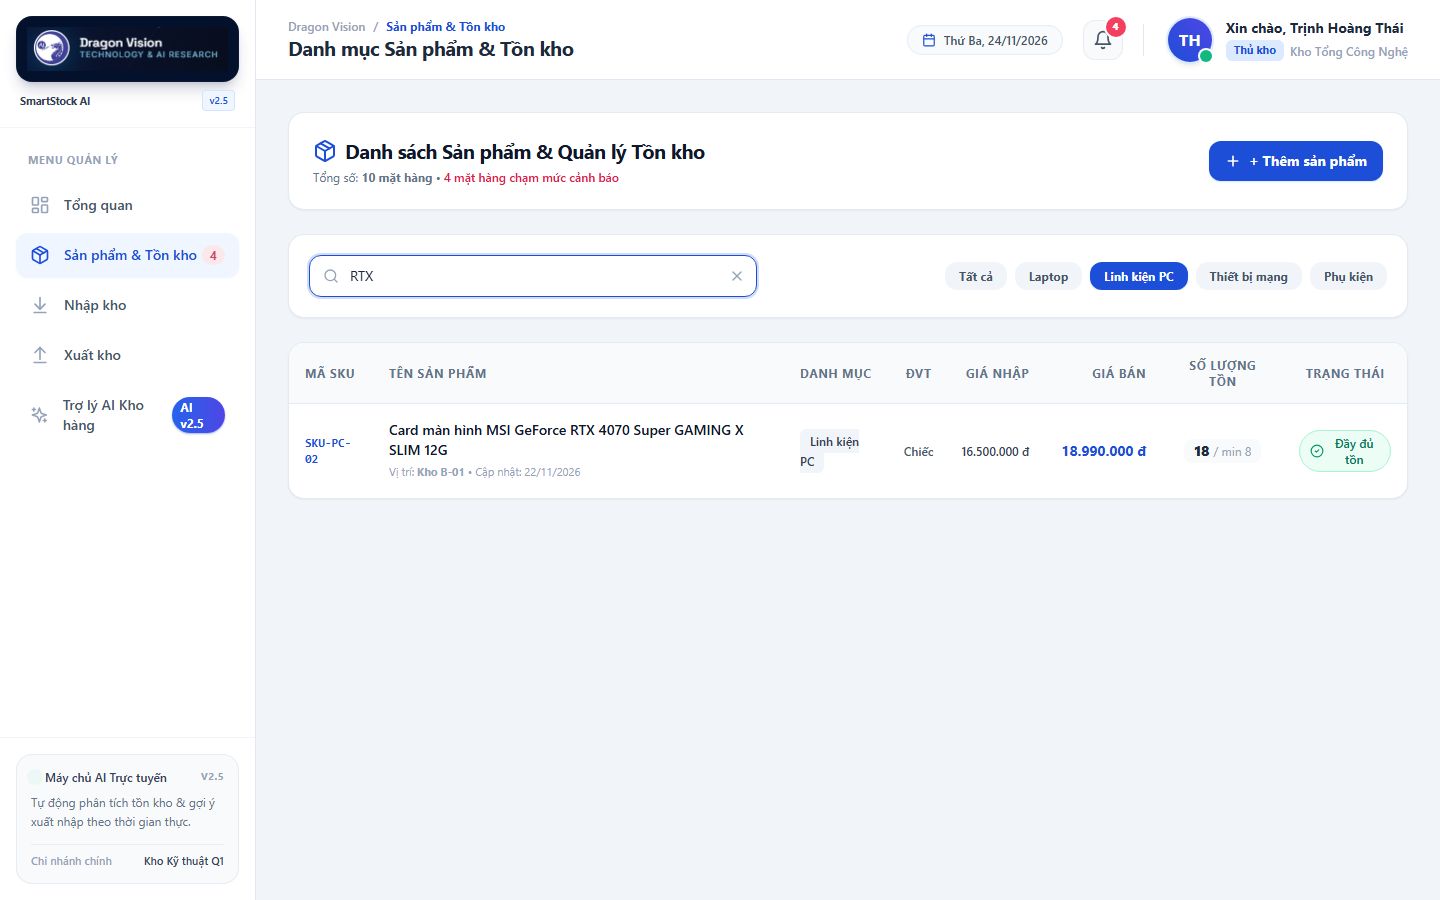 Dragon Vision
TECHNOLOGY & AI RESEARCH
SmartStock AI
v2.5
MENU QUẢN LÝ
Tổng quan
Sản phẩm & Tồn kho
4
Nhập kho
Xuất kho
Trợ lý AI Kho
hàng
AI
v2.5
Máy chủ AI Trực tuyến
V2.5
Tự động phân tích tồn kho & gợi ý
xuất nhập theo thời gian thực.
Chi nhánh chính
Kho Kỹ thuật Q1
Dragon Vision / Sản phẩm & Tồn kho
Danh mục Sản phẩm & Tồn kho
Thứ Ba, 24/11/2026
4
TH
Xin chào, Trịnh Hoàng Thái
Thủ kho
Kho Tổng Công Nghệ
Danh sách Sản phẩm & Quản lý Tồn kho
Tổng số: 10 mặt hàng • 4 mặt hàng chạm mức cảnh báo
+ Thêm sản phẩm
RTX
Tất cả
Laptop
Linh kiện PC
Thiết bị mạng
Phụ kiện
MÃ SKU
TÊN SẢN PHẨM
DANH MỤC
ĐVT
GIÁ NHẬP
GIÁ BÁN
SỐ LƯỢNG
TỒN
TRẠNG THÁI
SKU-PC-
02
Card màn hình MSI GeForce RTX 4070 Super GAMING X
SLIM 12G
Vị trí: Kho B-01 • Cập nhật: 22/11/2026
Linh kiện
PC
Chiếc
16.500.000 đ
18.990.000 đ
18 / min 8
Đầy đủ
tồn